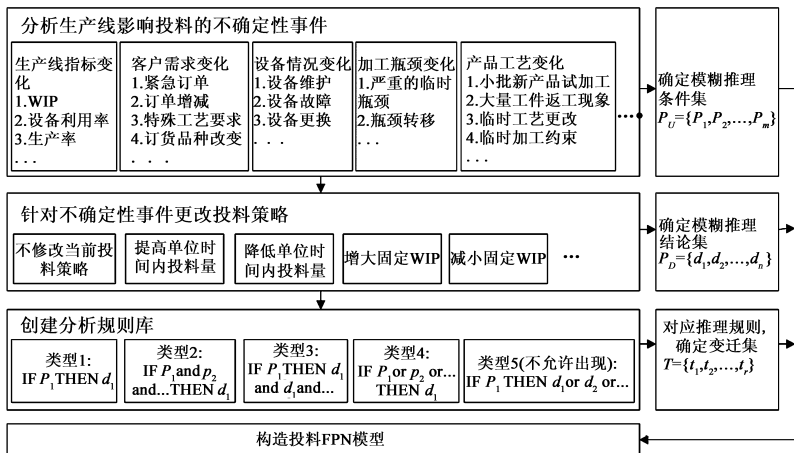 分析生产线影响投料的不确定性事件
生产线指标变
化
1.WIP
2.设备利用率
3.生产率
. . .
客户需求变化
1.紧急订单
2.订单增减
3.特殊工艺要求
4.订货品种改变
. . .
设备情况变化
1.设备维护
2.设备故障
3.设备更换
. . .
加工瓶颈变化
1.严重的临时
瓶颈
2.瓶颈转移
. . .
产品工艺变化
1.小批新产品试加工
2.大量工件返工现象
3.临时工艺更改
4.临时加工约束
. . .
••••
确定模糊推理
条件集
P_U={P_1,P_2,…,P_m}
针对不确定性事件更改投料策略
不修改当前投
料策略
提高单位时
间内投料量
降低单位时
间内投料量
增大固定WIP
减小固定WIP
•••
确定模糊推理
结论集
P_D={d_1,d_2,…,d_n}
创建分析规则库
类型1:
IF P_1 THEN d_1
类型2:
IF P_1 and p_2
and...THEN d_1
类型3:
IF P_1 THEN d_1
and d_1 and...
类型4:
IF P_1 or p_2 or...
THEN d_1
类型5(不允许出现):
IF P_1 THEN d_1 or d_2 or...
对应推理规则,
确定变迁集
T={t_1,t_2,…,t_r}
构造投料FPN模型